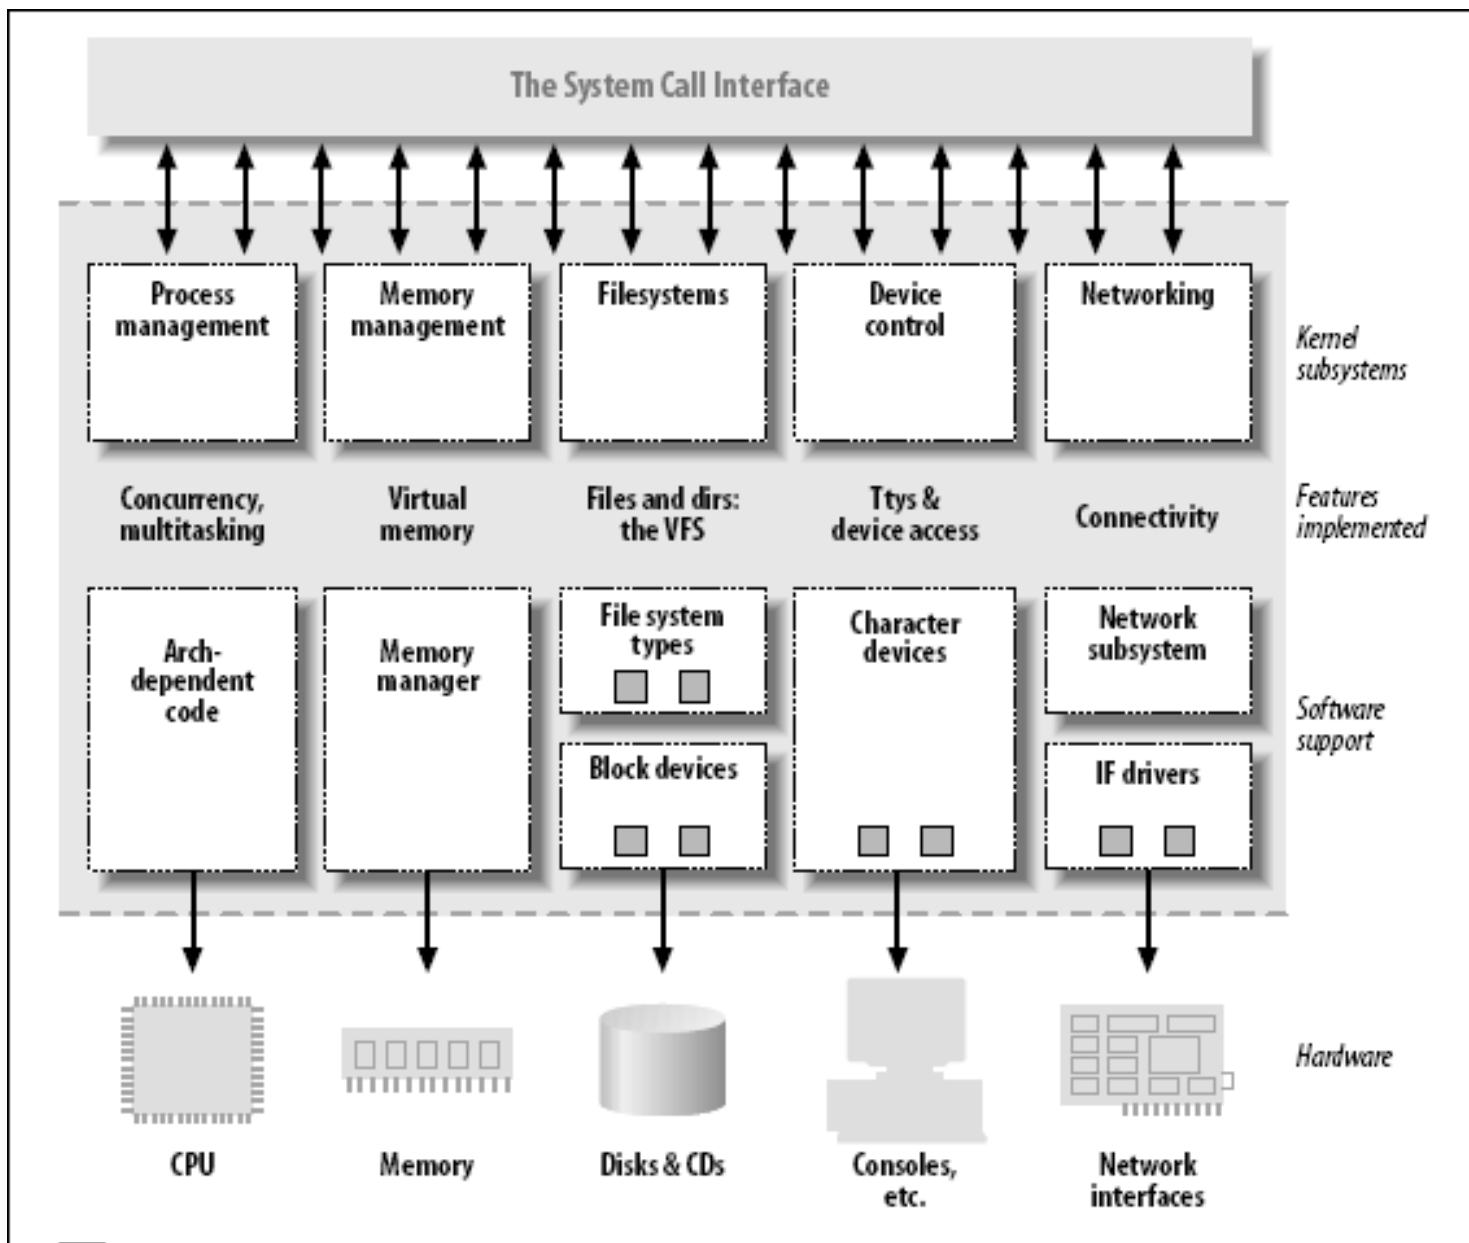 The System Call Interface
Process
management
Memory
management
Filesystems
Device
control
Networking
Kernel
subsystems
Concurrency,
multitasking
Virtual
memory
Files and dirs:
the VFS
Ttys &
device access
Connectivity
Features
implemented
Arch-
dependent
code
Memory
manager
File system
types
Block devices
Character
devices
Network
subsystem
IF drivers
Software
support
Hardware
CPU
Memory
Disks & CDs
Consoles,
etc.
Network
interfaces